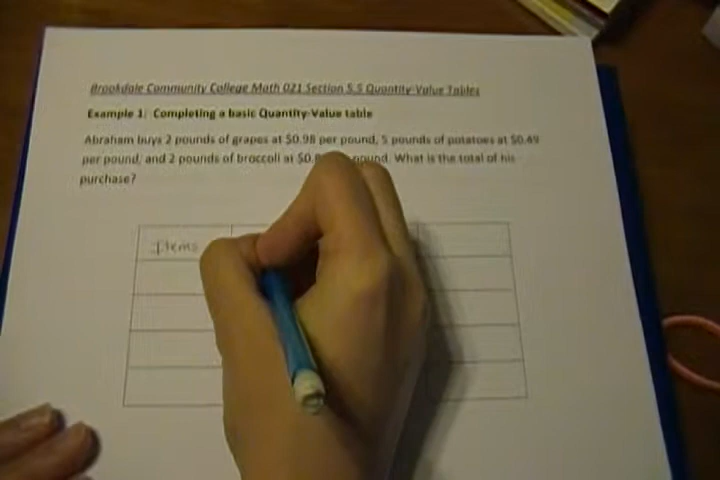 Brookdale Community College Math 021 Section 5.5 Quantity-Value Tables
Example 1: Completing a basic Quantity-Value table
Abraham buys 2 pounds of grapes at $0.98 per pound, 5 pounds of potatoes at $0.49
per pound, and 2 pounds of broccoli at $0. pound. What is the total of his
purchase?
Items